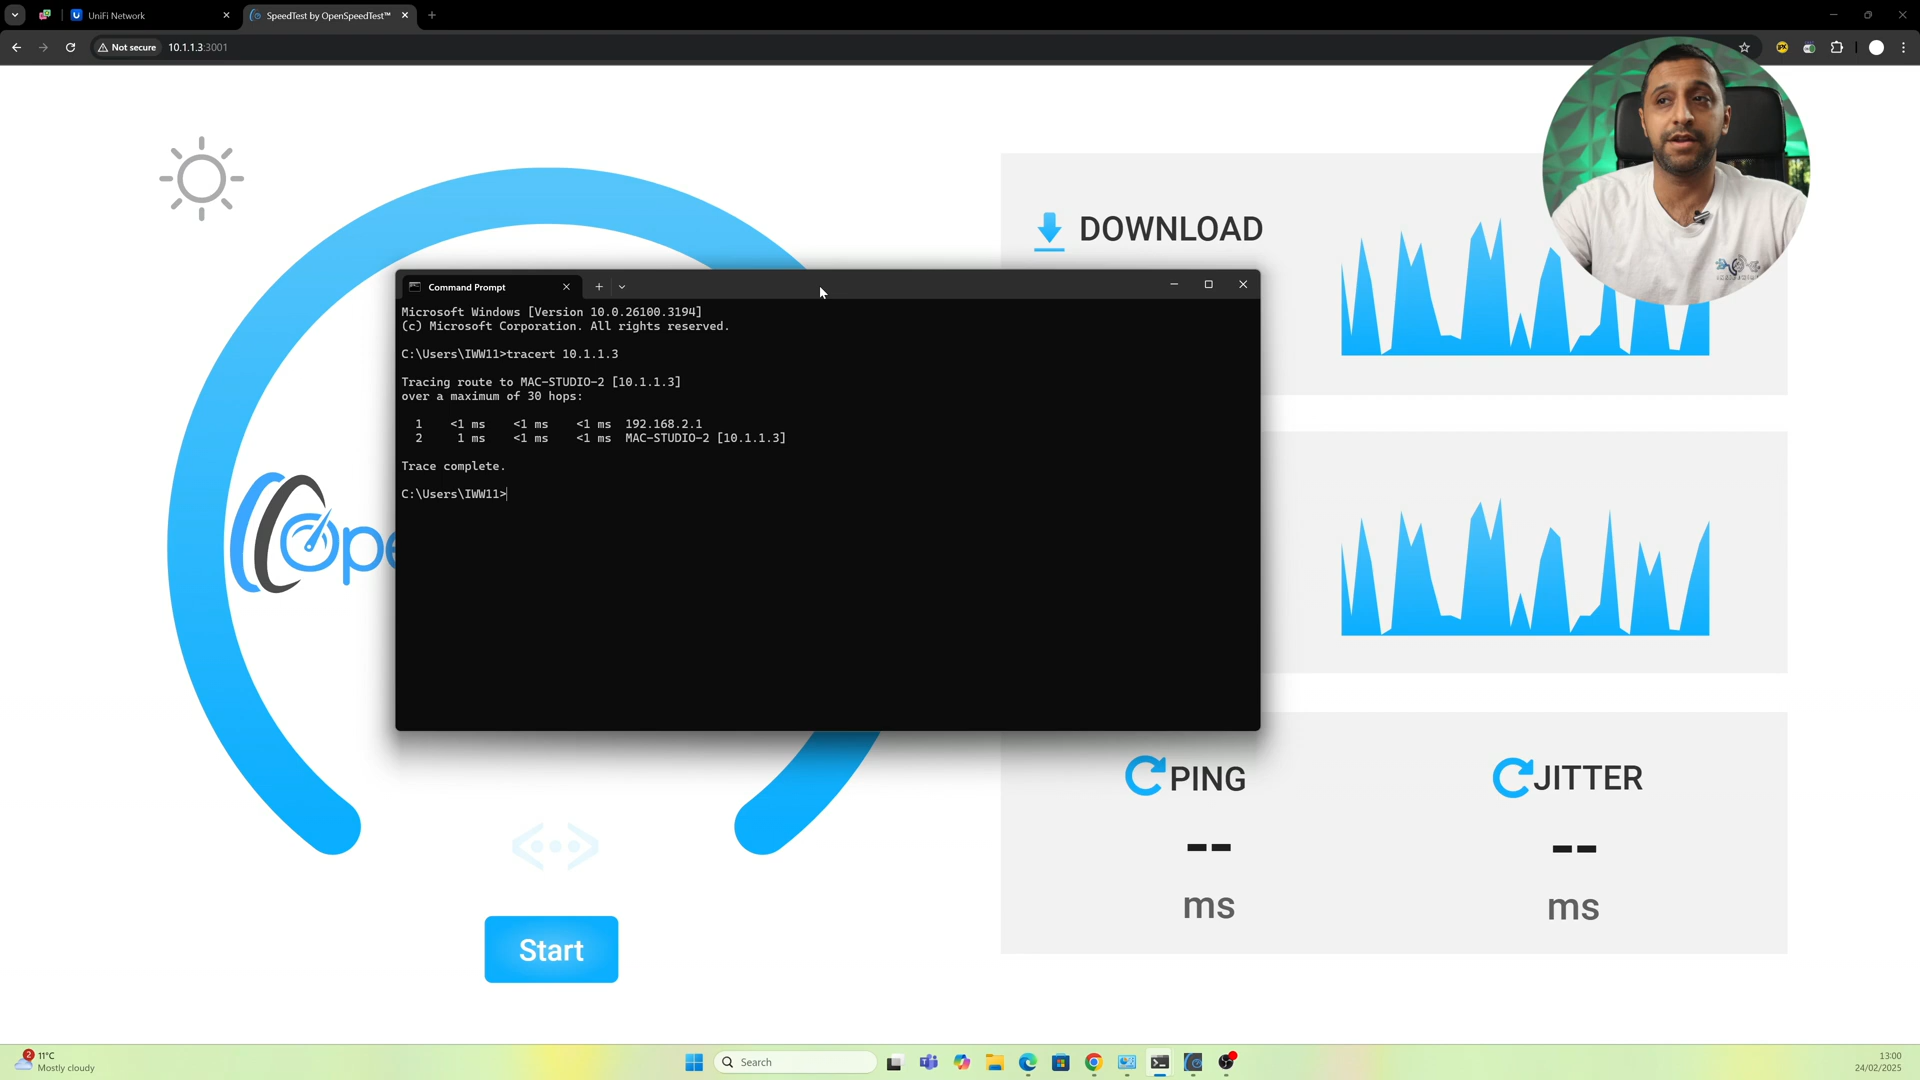 UniFi Network
SpeedTest by OpenSpeedTest™
Not secure
10.1.1.3:3001
DOWNLOAD
Command Prompt
Microsoft Windows [Version 10.0.26100.3194]
(c) Microsoft Corporation. All rights reserved.
C:\Users\IWW11>tracert 10.1.1.3
Tracing route to MAC-STUDIO-2 [10.1.1.3]
over a maximum of 30 hops:
1 <1 ms <1 ms <1 ms 192.168.2.1
2 1 ms <1 ms <1 ms MAC-STUDIO-2 [10.1.1.3]
Trace complete.
C:\Users\IWW11>
Ope
PING
JITTER
--
--
ms
ms
Start
2
11°C
Mostly cloudy
Search
13:00
24/02/2025